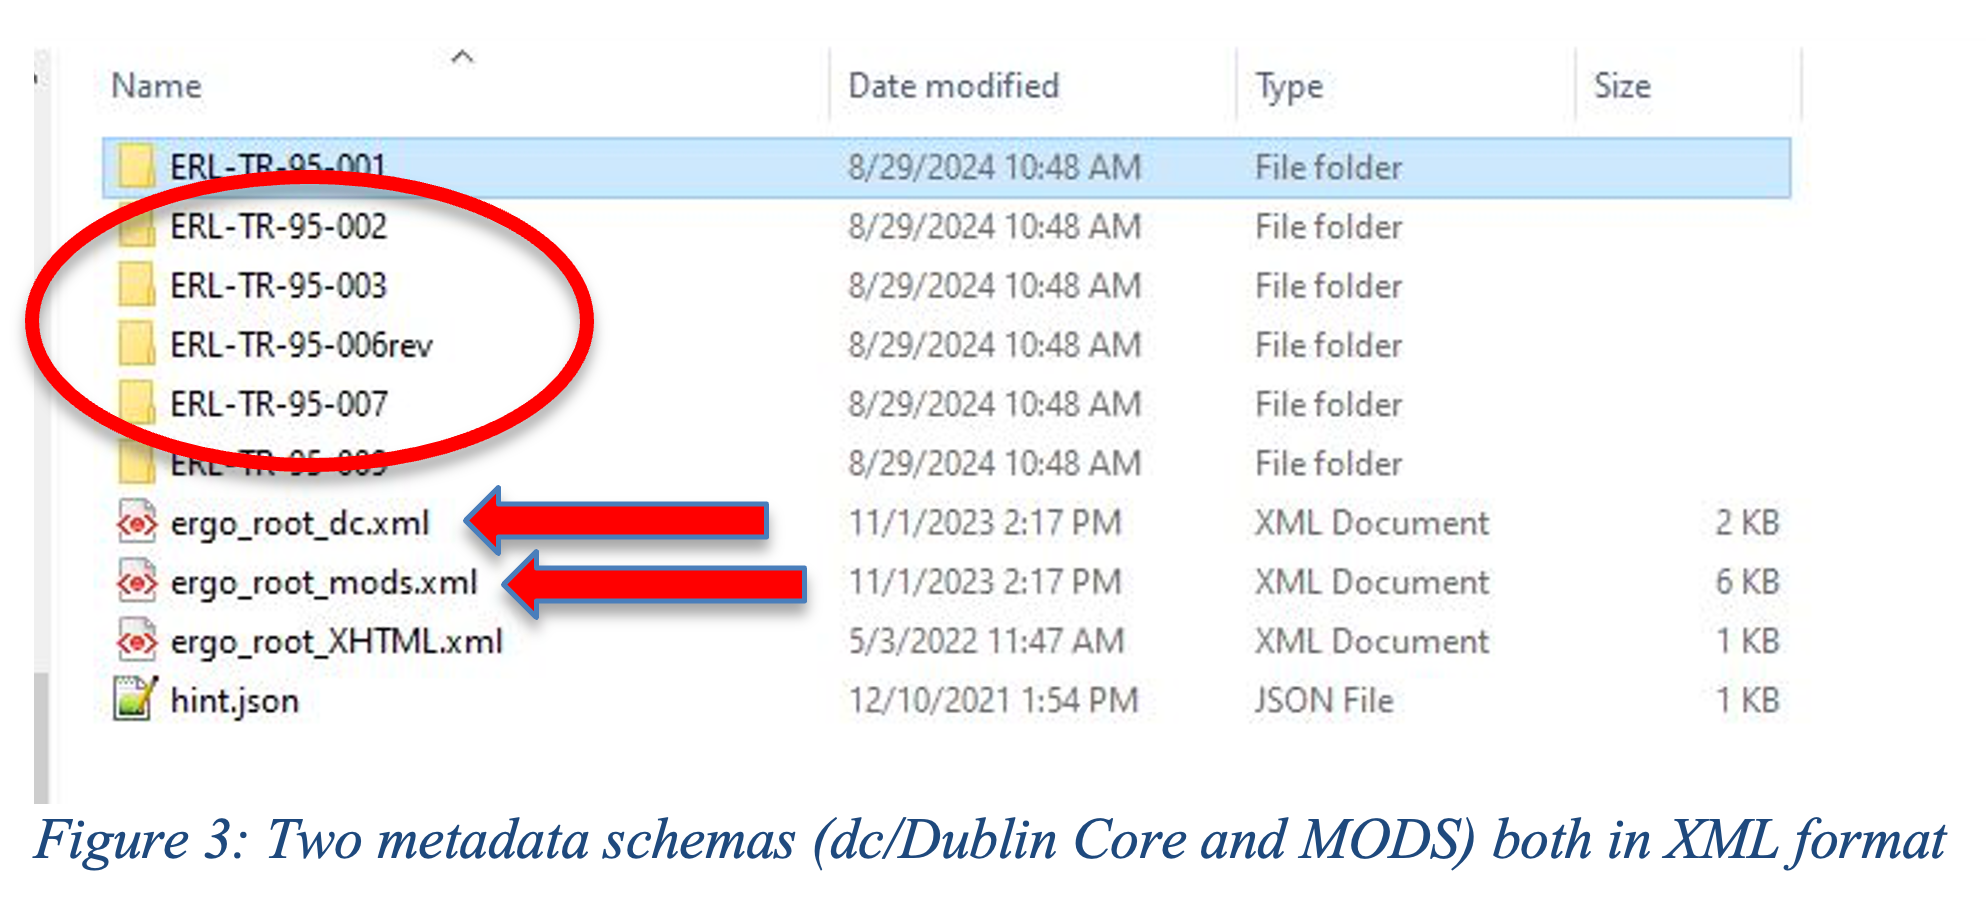 Name Date modified Type Size
ERL-TR-95-001 8/29/2024 10:48 AM File folder
ERL-TR-95-002 8/29/2024 10:48 AM File folder
ERL-TR-95-003 8/29/2024 10:48 AM File folder
ERL-TR-95-006rev 8/29/2024 10:48 AM File folder
ERL-TR-95-007 8/29/2024 10:48 AM File folder
8/29/2024 10:48 AM File folder
ergo_root_dc.xml 11/1/2023 2:17 PM XML Document 2 KB
ergo_root_mods.xml 11/1/2023 2:17 PM XML Document 6 KB
ergo_root_XHTML.xml 5/3/2022 11:47 AM XML Document 1 KB
hint.json 12/10/2021 1:54 PM JSON File 1 KB
Figure 3: Two metadata schemas (dc/Dublin Core and MODS) both in XML format